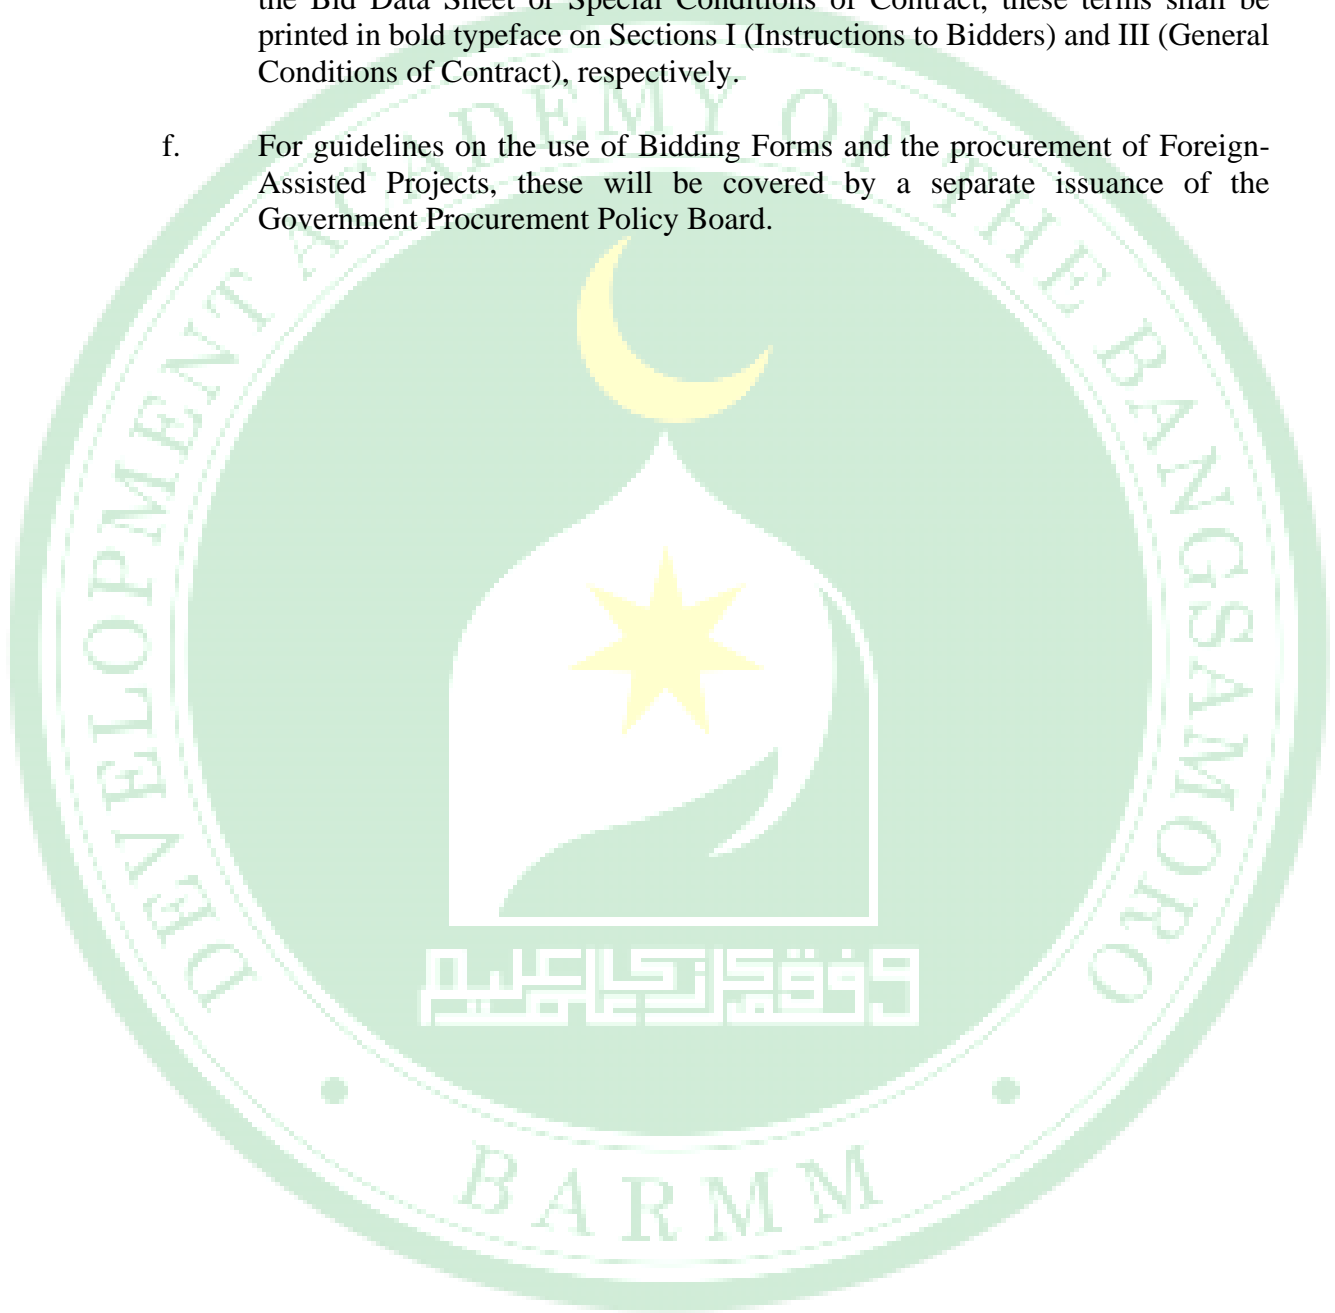 the Bid Data Sheet or Special Conditions of Contract, these terms shall be
printed in bold typeface on Sections I (Instructions to Bidders) and III (General
Conditions of Contract), respectively.
f. For guidelines on the use of Bidding Forms and the procurement of Foreign-
Assisted Projects, these will be covered by a separate issuance of the
Government Procurement Policy Board.
DEVELOPMENT ACADEMY OF THE BANGSAMORO
BARMM